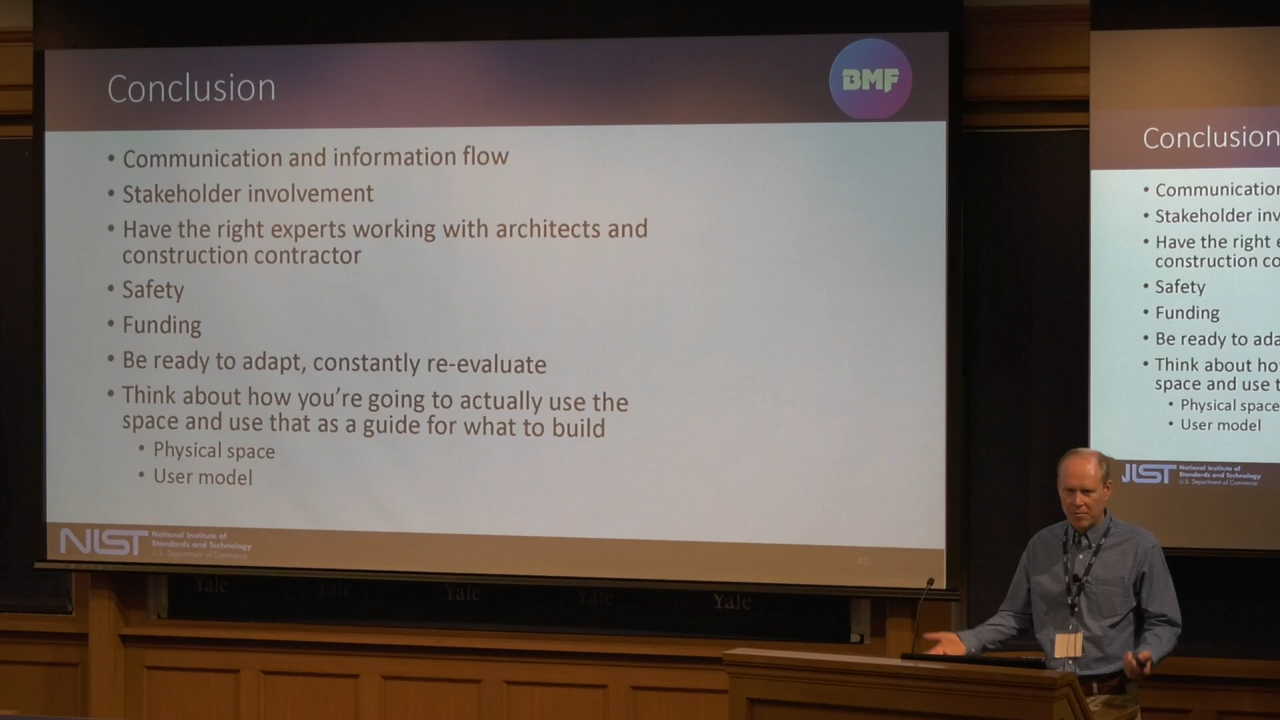 Conclusion
BMF
• Communication and information flow
• Stakeholder involvement
• Have the right experts working with architects and
construction contractor
• Safety
• Funding
• Be ready to adapt, constantly re-evaluate
• Think about how you’re going to actually use the
space and use that as a guide for what to build
• Physical space
• User model
NIST
National Institute of
Standards and Technology
U.S. Department of Commerce
40
Yale Yale Yale Yale Yale
Conclusion
• Communication
• Stakeholder inv
• Have the right e
construction co
• Safety
• Funding
• Be ready to ada
• Think about ho
space and use t
• Physical space
• User model
NIST
National Institute of
Standards and Technology
U.S. Department of Commerce